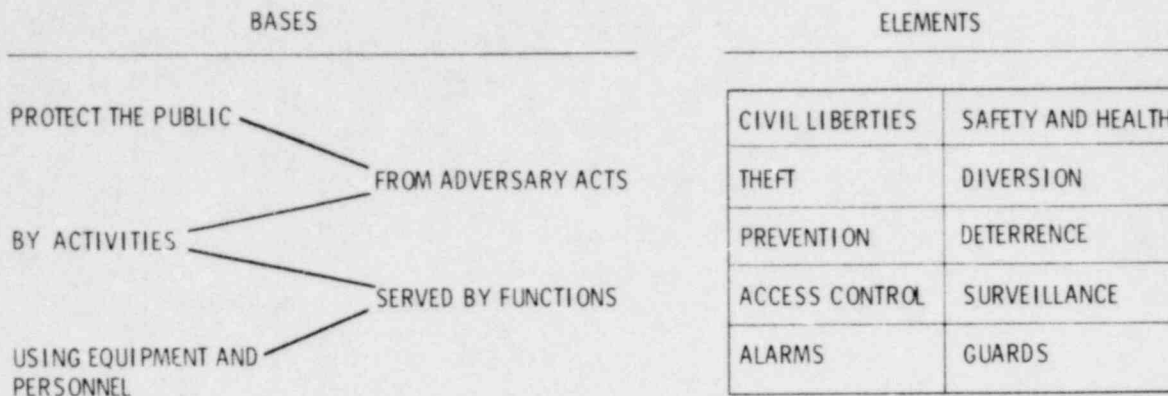 BASES
ELEMENTS
PROTECT THE PUBLIC
FROM ADVERSARY ACTS
BY ACTIVITIES
SERVED BY FUNCTIONS
USING EQUIPMENT AND
PERSONNEL
CIVIL LIBERTIES SAFETY AND HEALTH
THEFT DIVERSION
PREVENTION DETERRENCE
ACCESS CONTROL SURVEILLANCE
ALARMS GUARDS